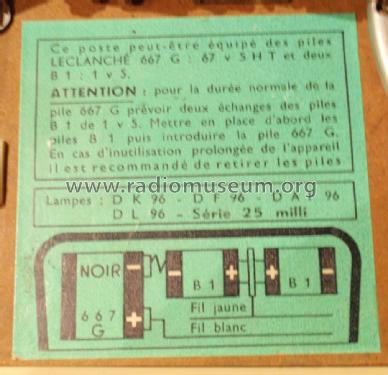 Ce poste peut-être équipé des piles
LECLANCHÉ 667 G : 67 v 5 H T et deux
B 1 : 1 v 5.
ATTENTION : pour la durée normale de la
pile 667 G prévoir deux échanges des piles
B 1 de 1 v 5. Mettre en place d'abord les
piles B 1 puis introduire la pile 667 G.
En cas d'inutilisation prolongée de l'appareil
il est recommandé de retirer les piles
www.radiomuseum.org
Lampes : D K 96 - D F 96 - D A F 96
D L 96 - Série 25 milli
NOIR - - B 1 + + B 1 -
667 G +
Fil jaune
Fil blanc